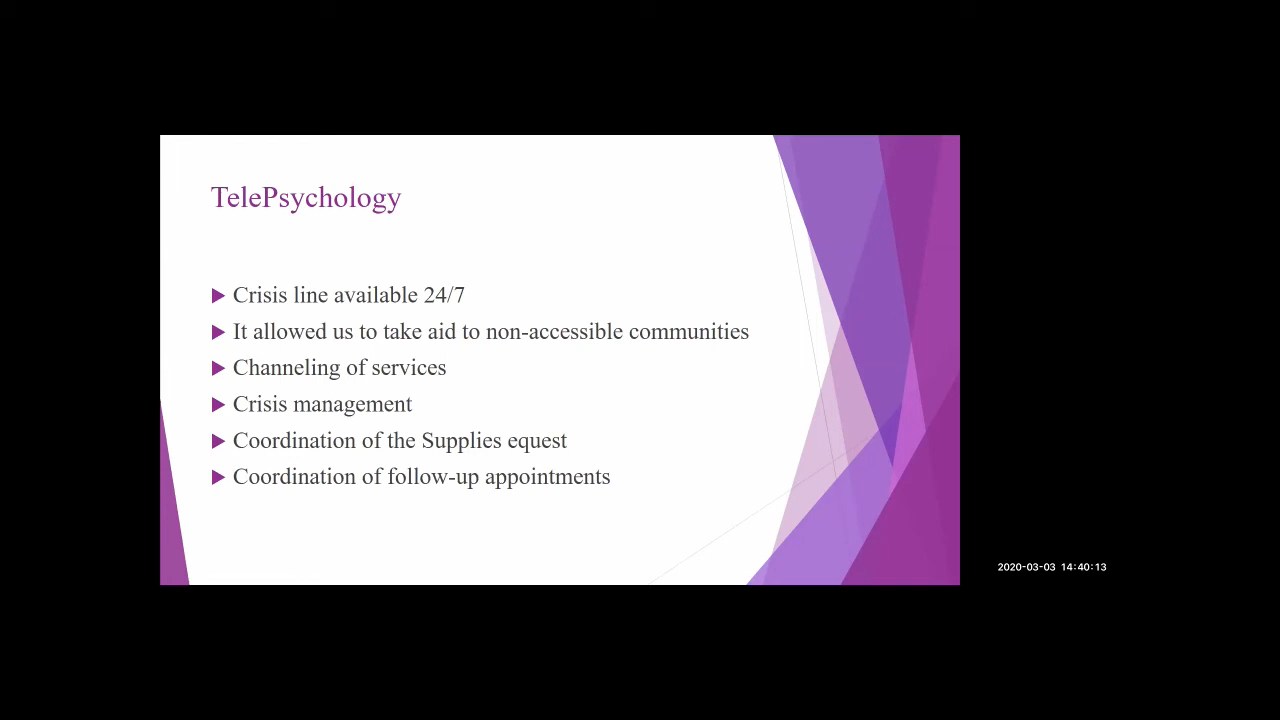 TelePsychology
Crisis line available 24/7
It allowed us to take aid to non-accessible communities
Channeling of services
Crisis management
Coordination of the Supplies equest
Coordination of follow-up appointments
2020-03-03 14:40:13